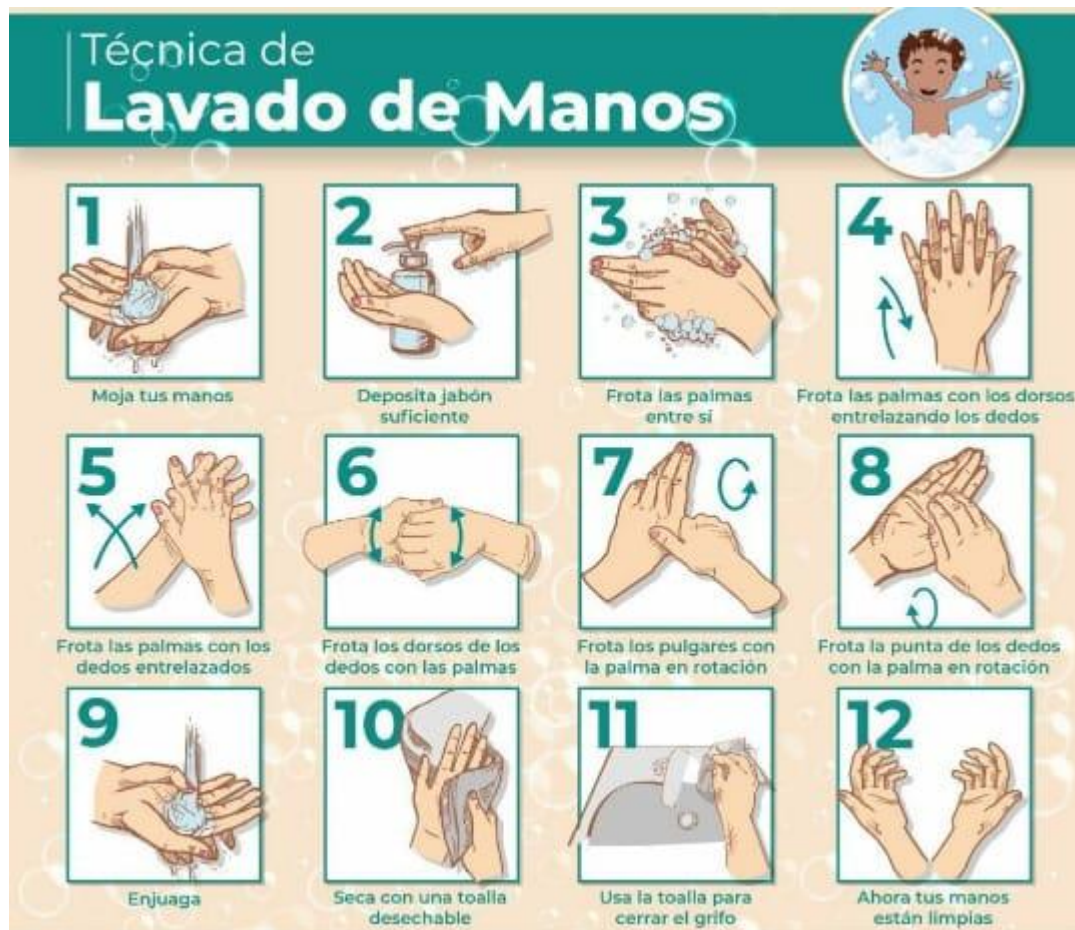 Técnica de
Lavado de Manos
1
Moja tus manos
2
Deposita jabón
suficiente
3
Frota las palmas
entre sí
4
Frota las palmas con los dorsos
entrelazando los dedos
5
Frota las palmas con los
dedos entrelazados
6
Frota los dorsos de los
dedos con las palmas
7
Frota los pulgares con
la palma en rotación
8
Frota la punta de los dedos
con la palma en rotación
9
Enjuaga
10
Seca con una toalla
desechable
11
Usa la toalla para
cerrar el grifo
12
Ahora tus manos
están limpias